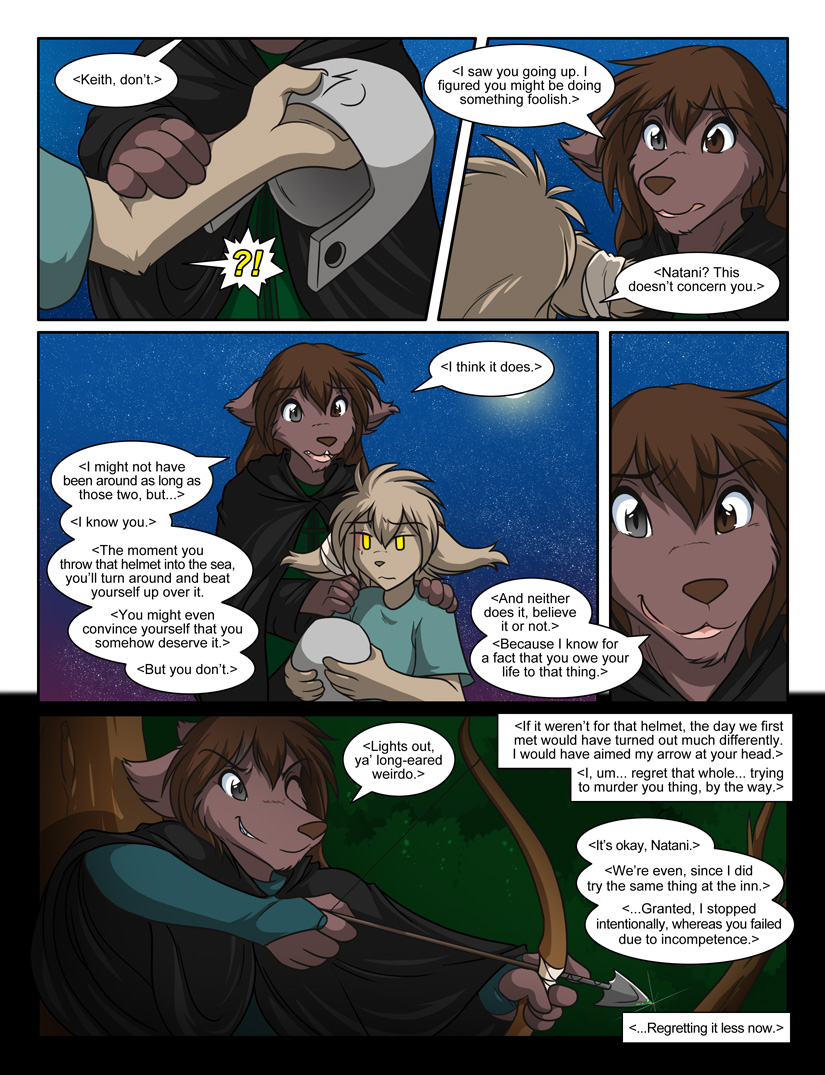 <Keith, don't.>
?!
<I saw you going up. I
figured you might be doing
something foolish.>
<Natani? This
doesn't concern you.>
<I think it does.>
<I might not have
been around as long as
those two, but...>
<I know you.>
<The moment you
throw that helmet into the sea,
you'll turn around and beat
yourself up over it.
<You might even
convince yourself that you
somehow deserve it.>
<But you don't.>
<And neither
does it, believe
it or not.>
<Because I know for
a fact that you owe your
life to that thing.>
<If it weren't for that helmet, the day we first
met would have turned out much differently.
I would have aimed my arrow at your head.>
<I, um... regret that whole... trying
to murder you thing, by the way.>
<Lights out,
ya' long-eared
weirdo.>
<It's okay, Natani.>
<We're even, since I did
try the same thing at the inn.>
<...Granted, I stopped
intentionally, whereas you failed
due to incompetence.>
<...Regretting it less now.>